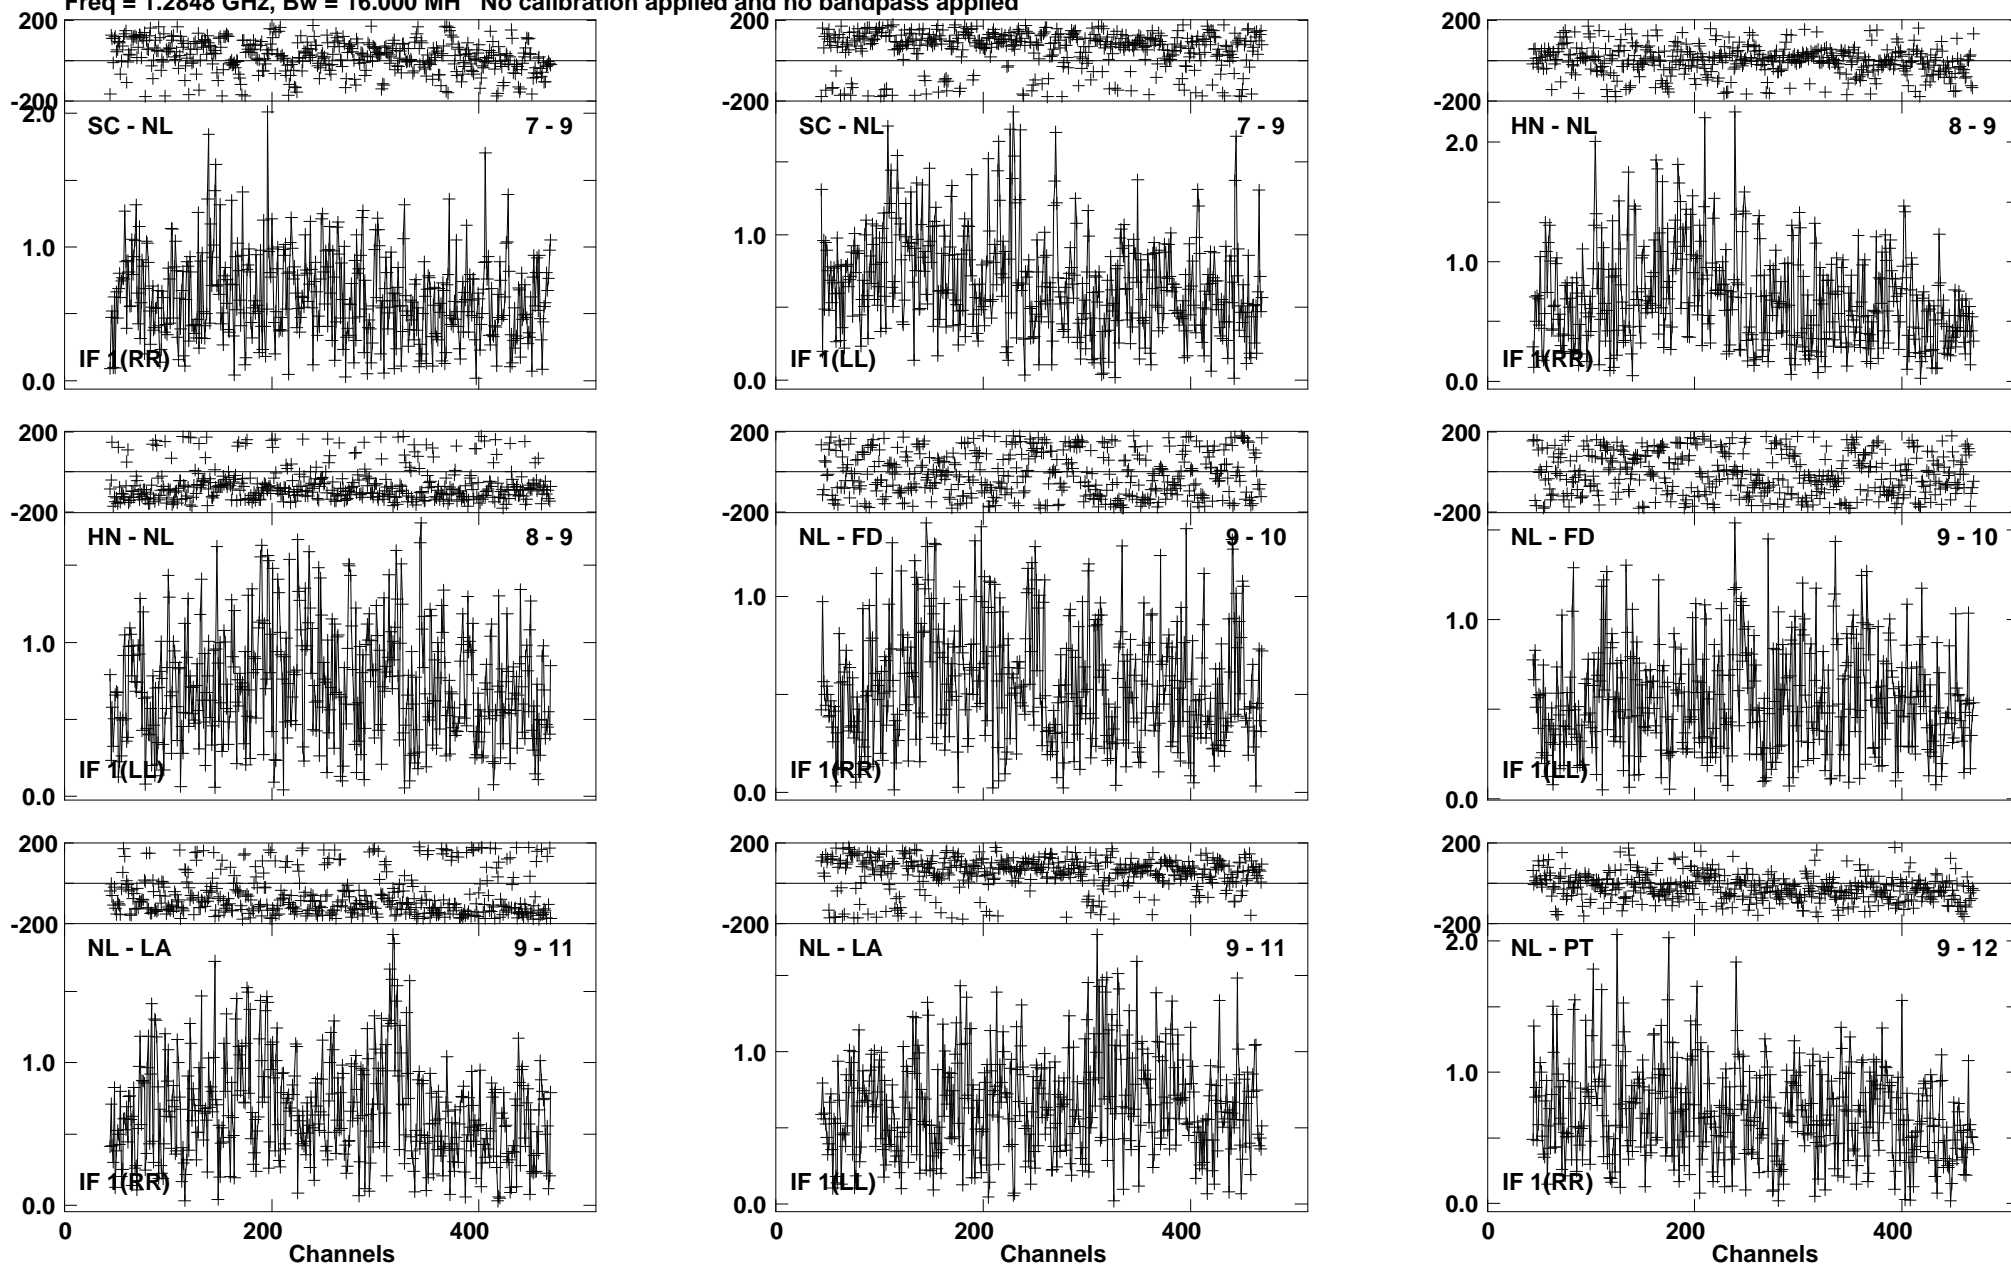 Freq = 1.2848 GHz, Bw = 16.000 MH   No calibration applied and no bandpass applied
200
-200
2.0
1.0
0.0
SC - NL
7 - 9
IF 1(RR)
200
-200
1.0
0.0
SC - NL
7 - 9
IF 1(LL)
200
-200
2.0
1.0
0.0
HN - NL
8 - 9
IF 1(RR)
200
-200
1.0
0.0
HN - NL
8 - 9
IF 1(LL)
200
-200
1.0
0.0
NL - FD
9 - 10
IF 1(RR)
200
-200
1.0
0.0
NL - FD
9 - 10
IF 1(LL)
200
-200
1.0
0.0
NL - LA
9 - 11
IF 1(RR)
0
200
400
Channels
200
-200
1.0
0.0
NL - LA
9 - 11
IF 1(LL)
0
200
400
Channels
200
-200
2.0
1.0
0.0
NL - PT
9 - 12
IF 1(RR)
0
200
400
Channels